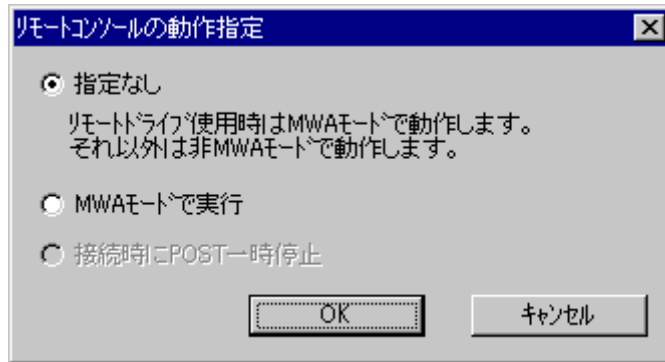 リモートコンソールの動作指定
指定なし
ﾘﾓｰﾄﾄﾞﾗｲﾌﾞ使用時はMWAﾓｰﾄﾞで動作します。
それ以外は非MWAﾓｰﾄﾞで動作します。
MWAﾓｰﾄﾞで実行
接続時にPOST一時停止
OK
ｷｬﾝｾﾙ